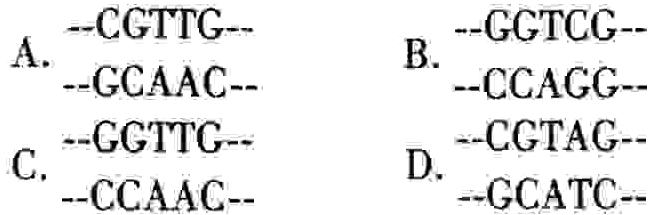 A. --CGTTG--
--GCAAC--
B. --GGTCG--
--CCAGG--
C. --GGTTG--
--CCAAC--
D. --CGTAG--
--GCATC--